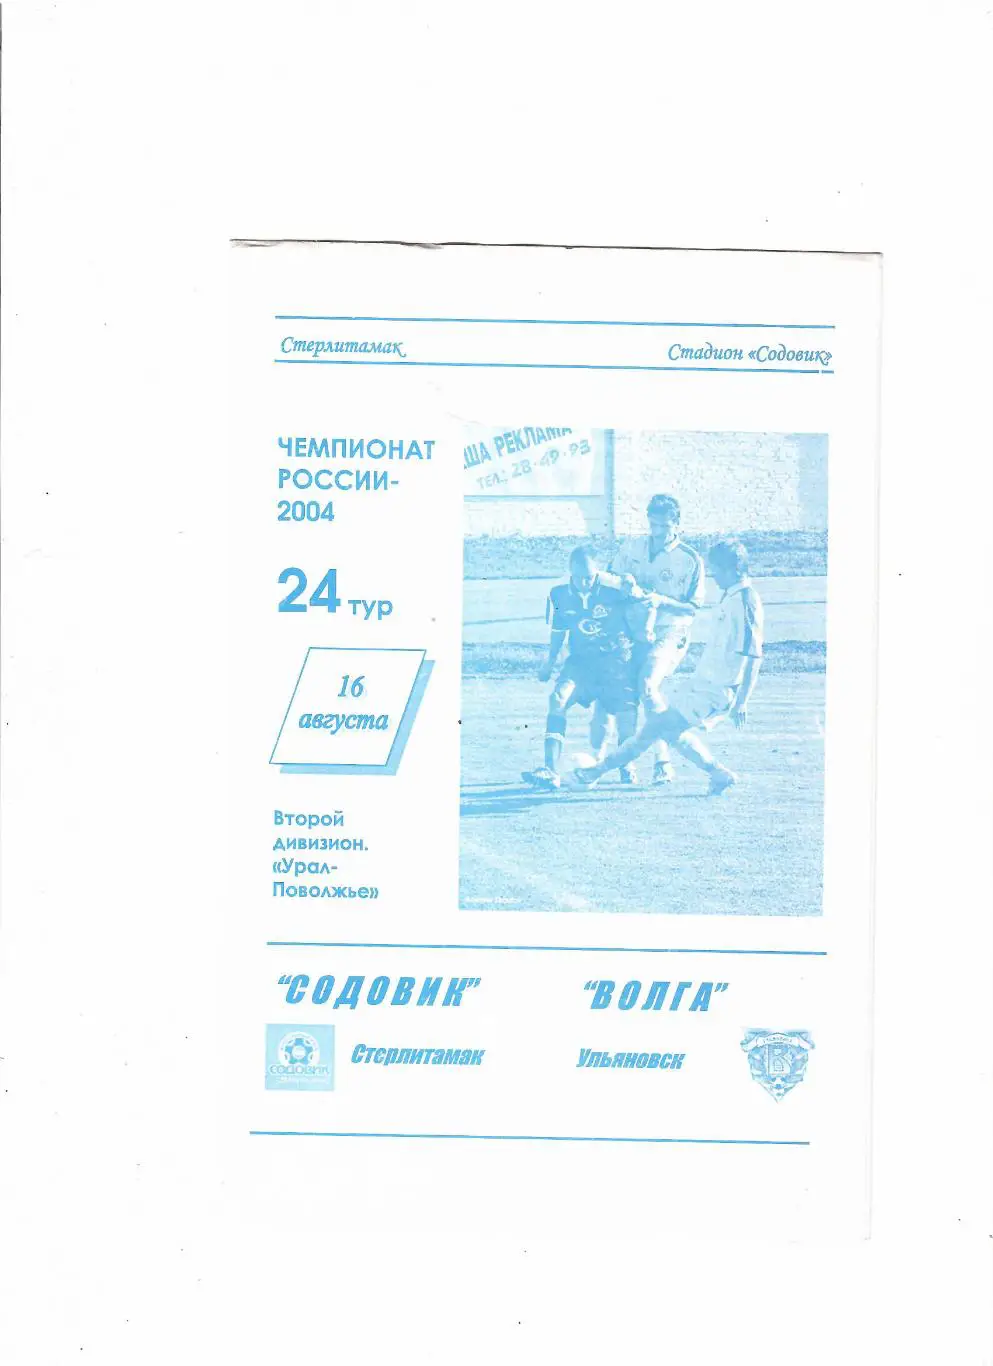 Стерлитамак
Стадион «Содовик»
ЧЕМПИОНАТ
РОССИИ-
2004
24 тур
16
августа
Второй
дивизион.
«Урал-
Поволжье»
ША РЕКЛАМА
ТЕЛ.: 28-49-93
"СОДОВИК"
"ВОЛГА"
Стерлитамак
Ульяновск
СОДОВИК